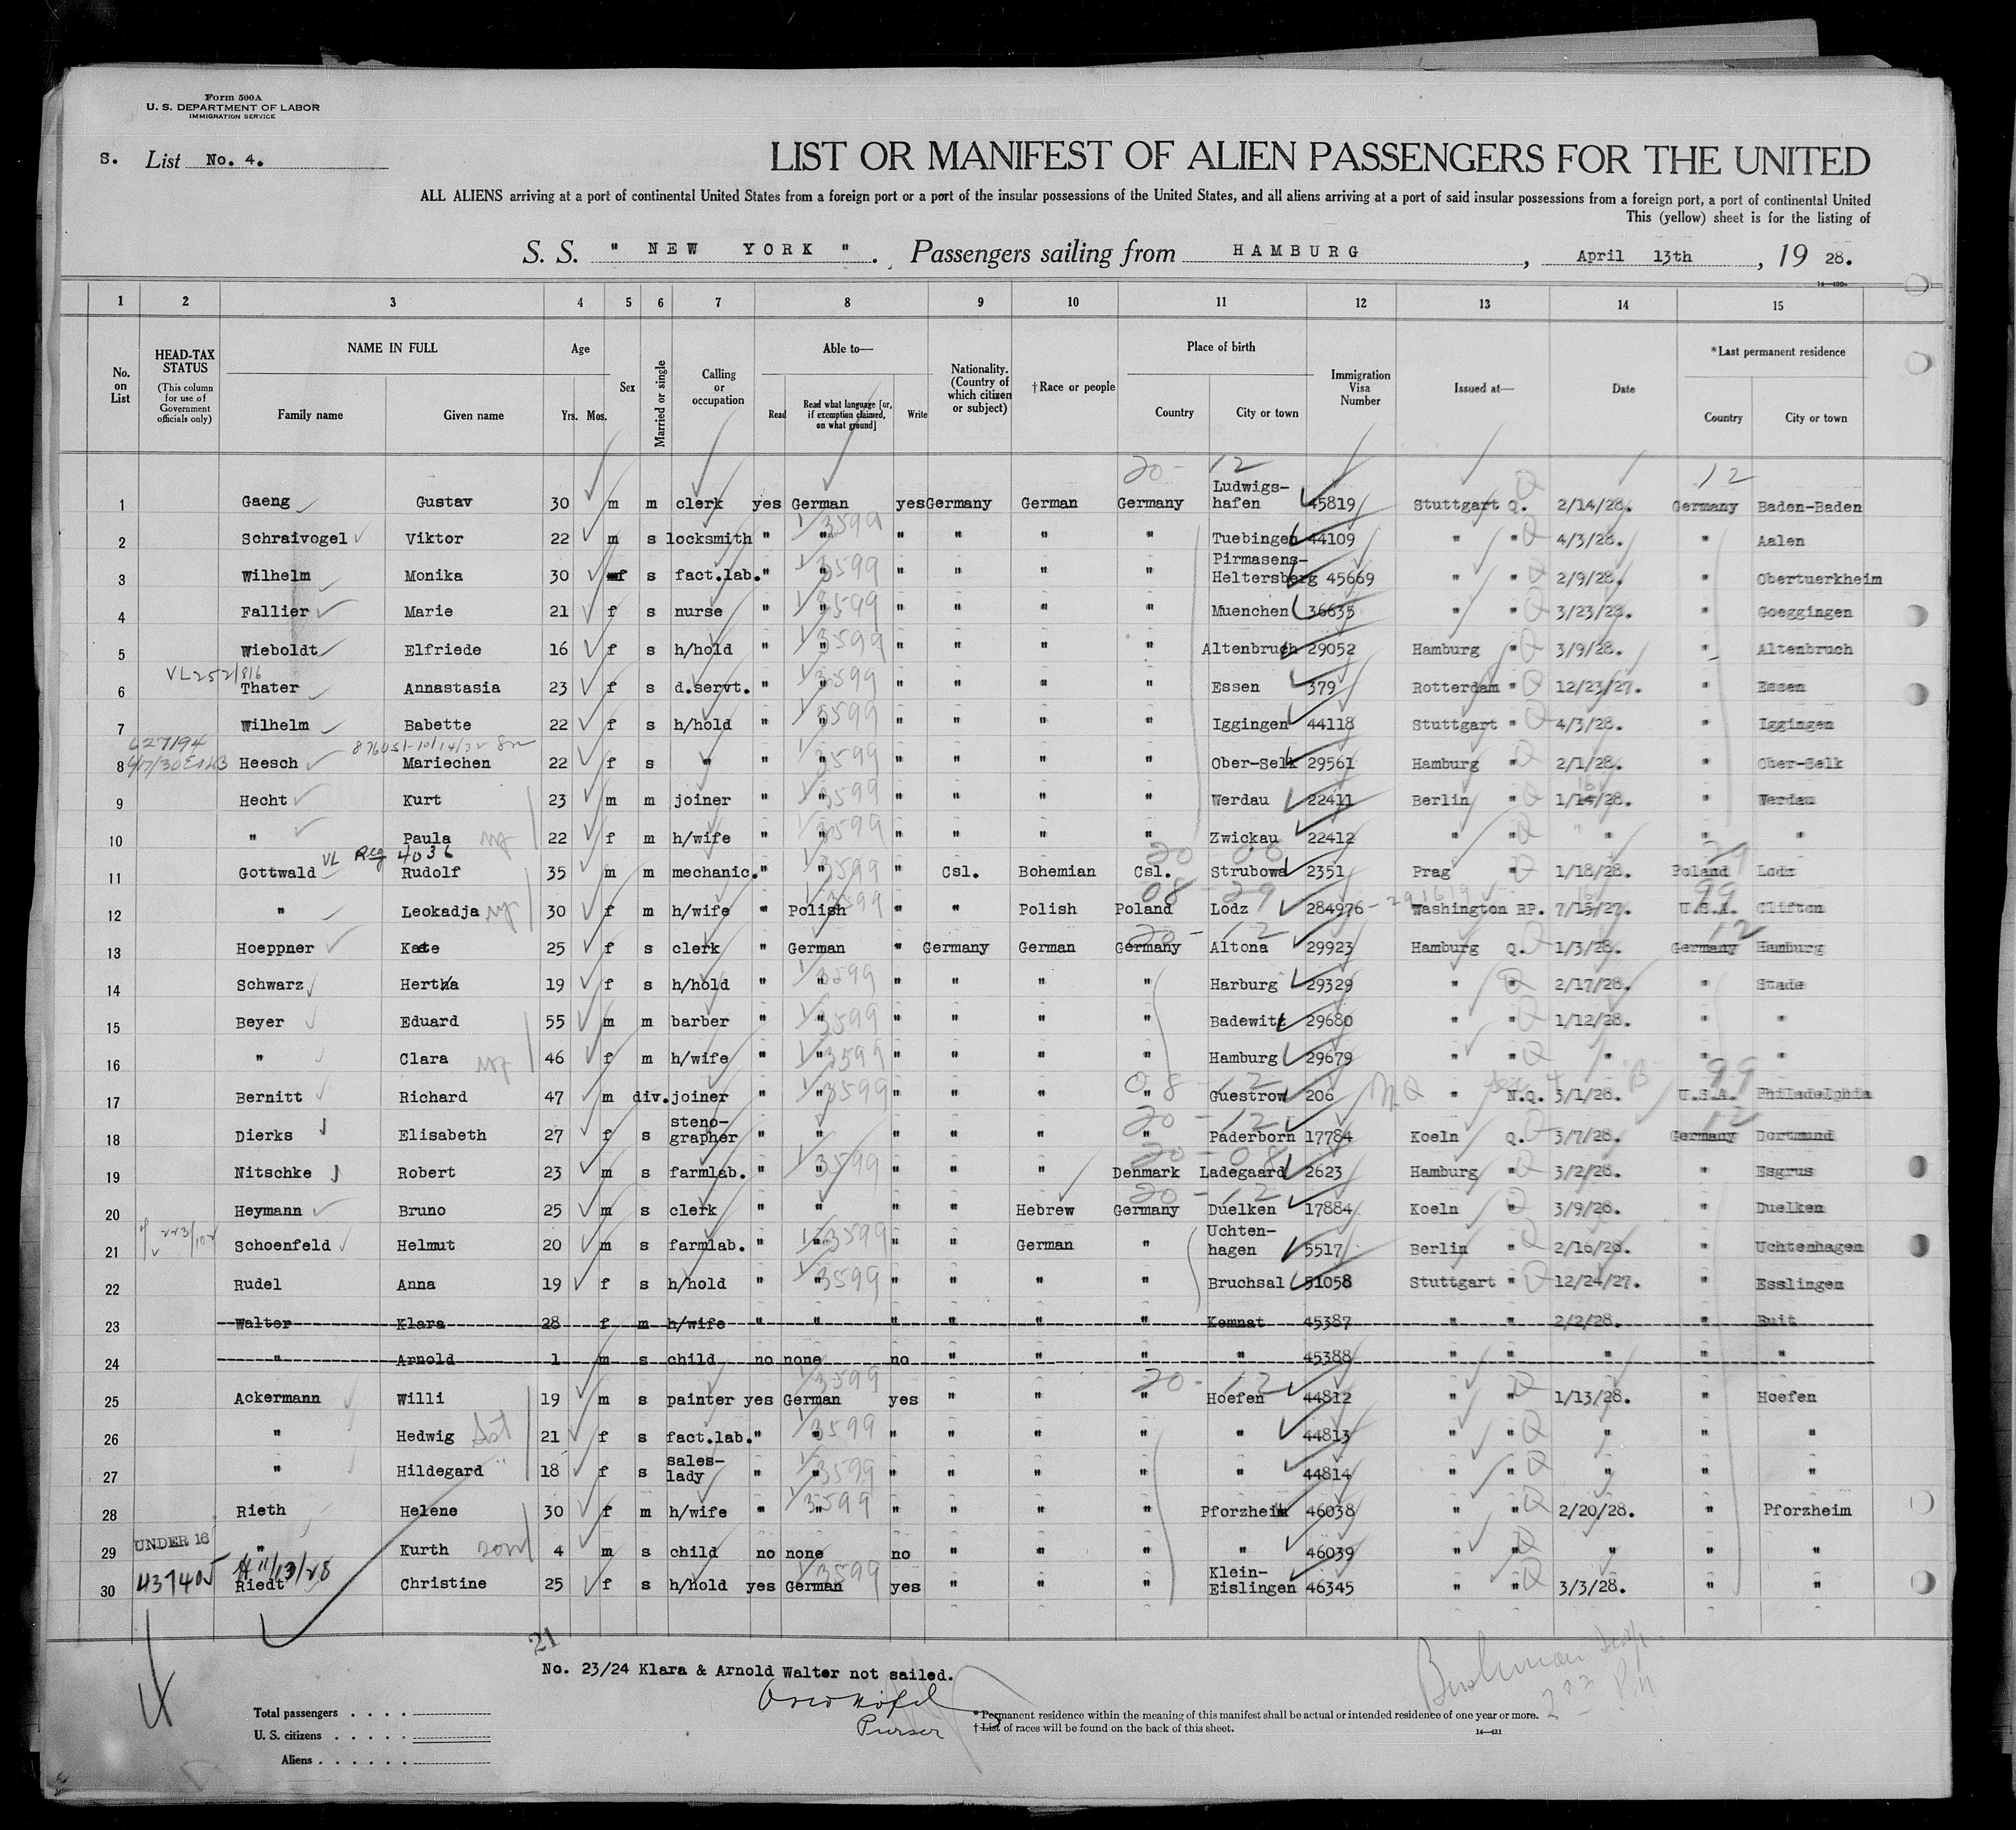 Form 500A
U. S. DEPARTMENT OF LABOR
IMMIGRATION SERVICE
S. List No. 4.
LIST OR MANIFEST OF ALIEN PASSENGERS FOR THE UNITED
ALL ALIENS arriving at a port of continental United States from a foreign port or a port of the insular possessions of the United States, and all aliens arriving at a port of said insular possessions from a foreign port, a port of continental United
This (yellow) sheet is for the listing of
S. S. " NEW YORK ". Passengers sailing from HAMBURG, April 13th, 19 28.
1 2 3 4 5 6 7 8 9 10 11 12 13 14 15
No. on List
HEAD-TAX STATUS (This column for use of Government officials only)
NAME IN FULL Family name Given name
Age Yrs. Mos.
Sex
Married or single
Calling or occupation
Able to— Read Read what language [or, if exemption claimed, on what ground] Write
Nationality. (Country of which citizen or subject)
†Race or people
Place of birth Country City or town
Immigration Visa Number
Issued at—
Date
*Last permanent residence Country City or town
20- 12 12
1 Gaeng Gustav 30 m m clerk yes German yes Germany German Germany Ludwigs-hafen 45819 Stuttgart Q. 2/14/28. Germany Baden-Baden
2 Schraivogel Viktor 22 m s locksmith " " " " " " Tuebingen 44109 " " 4/3/28. " Aalen
3 Wilhelm Monika 30 f s fact.lab. " " " " " " Pirmasens-Heltersberg 45669 " " 2/9/28. " Obertuerkheim
4 Fallier Marie 21 f s nurse " " " " " " Muenchen 36635 " " 3/23/28. " Goeggingen
5 Wieboldt Elfriede 16 f s h/hold " " " " " " Altenbruch 29052 Hamburg " 3/9/28. " Altenbruch
VL252/816
6 Thater Annastasia 23 f s d.servt. " " " " " " Essen 379 Rotterdam " 12/23/27. " Essen
7 Wilhelm Babette 22 f s h/hold " " " " " " Iggingen 44118 Stuttgart " 4/3/28. " Iggingen
627194
8 Heesch Mariechen 22 f s " " " " " " " Ober-Selk 29561 Hamburg " 2/1/28. " Ober-Selk
9 Hecht Kurt 23 m m joiner " " " " " " Werdau 22411 Berlin " 1/14/28. " Werdau
10 " Paula 22 f m h/wife " " " " " " Zwickau 22412 " " " " "
VL Reg 4036
11 Gottwald Rudolf 35 m m mechanic. " " " Csl. Bohemian Csl. Strubowa 2351 Prag " 1/18/28. Poland Lodz
12 " Leokadja 30 f m h/wife " Polish " " Polish Poland Lodz 284976 Washington RP. 7/15/27. U.S.A. Clifton
13 Hoeppner Kate 25 f s clerk " German " Germany German Germany Altona 29923 Hamburg Q. 1/3/28. Germany Hamburg
14 Schwarz Hertha 19 f s h/hold " " " " " " Harburg 29329 " " 2/17/28. " Stade
15 Beyer Eduard 55 m m barber " " " " " " Badewitz 29680 " " 1/12/28. " "
16 " Clara 46 f m h/wife " " " " " " Hamburg 29679 " " " " "
17 Bernitt Richard 47 m div. joiner " " " " " " Guestrow 206 " N.Q. 3/1/28. U.S.A. Philadelphia
18 Dierks Elisabeth 27 f s steno-grapher " " " " " " Paderborn 17784 Koeln Q. 3/7/28. Germany Dortmund
19 Nitschke Robert 23 m s farmlab. " " " " " Denmark Ladegaard 2623 Hamburg " 3/2/28. " Esgrus
20 Heymann Bruno 25 m s clerk " " " " Hebrew Germany Duelken 17884 Koeln " 3/9/28. " Duelken
21 Schoenfeld Helmut 20 m s farmlab. " " " " German " Uchten-hagen 5517 Berlin " 2/16/28. " Uchtenhagen
22 Rudel Anna 19 f s h/hold " " " " " " Bruchsal 51058 Stuttgart " 12/24/27. " Esslingen
23 Walter Klara 28 f m h/wife " " " " " " Kemnat 45387 " " 2/2/28. " Ruit
24 " Arnold 1 m s child no none no " " " " 45388 " " " " "
25 Ackermann Willi 19 m s painter yes German yes " " " Hoefen 44812 " " 1/13/28. " Hoefen
26 " Hedwig 21 f s fact.lab. " " " " " " " 44813 " " " " "
27 " Hildegard 18 f s sales-lady " " " " " " " 44814 " " " " "
28 Rieth Helene 30 f m h/wife " " " " " " Pforzheim 46038 " " 2/20/28. " Pforzheim
UNDER 16
29 " Kurth son 4 m s child no none no " " " " 46039 " " " " "
437405 11/13/28
30 Riedt Christine 25 f s h/hold yes German yes " " " Klein-Eislingen 46345 " " 3/3/28. " "
21
No. 23/24 Klara & Arnold Walter not sailed.
Purser
Total passengers . . . .
U. S. citizens . . . . .
Aliens . . . . . .
* Permanent residence within the meaning of this manifest shall be actual or intended residence of one year or more.
† List of races will be found on the back of this sheet.
14—431